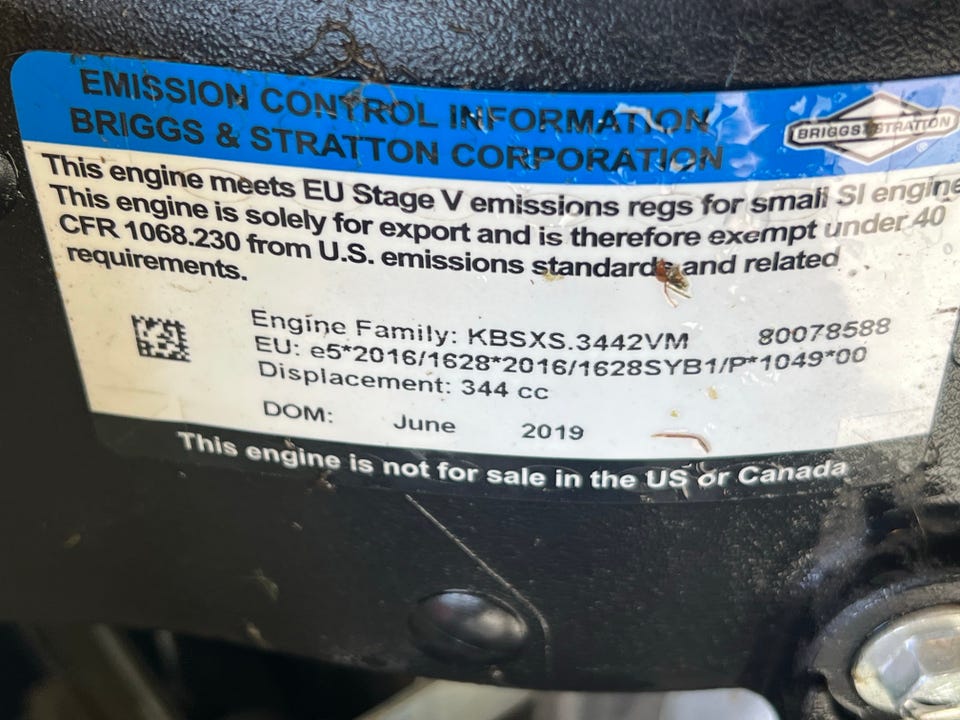 EMISSION CONTROL INFORMATION
BRIGGS & STRATTON CORPORATION
BRIGGS&STRATTON
®
This engine meets EU Stage V emissions regs for small SI engine
This engine is solely for export and is therefore exempt under 40
CFR 1068.230 from U.S. emissions standards and related
requirements.
Engine Family: KBSXS.3442VM 80078588
EU: e5*2016/1628*2016/1628SYB1/P*1049*00
Displacement: 344 cc
DOM: June 2019
This engine is not for sale in the US or Canada